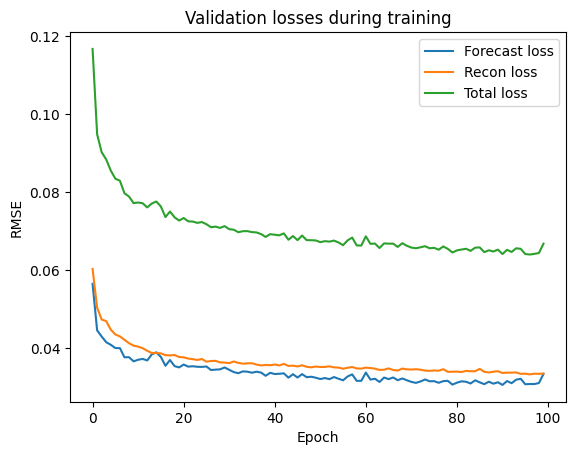 Validation losses during training
0.12
0.10
0.08
0.06
0.04
RMSE
Forecast loss
Recon loss
Total loss
0 20 40 60 80 100
Epoch